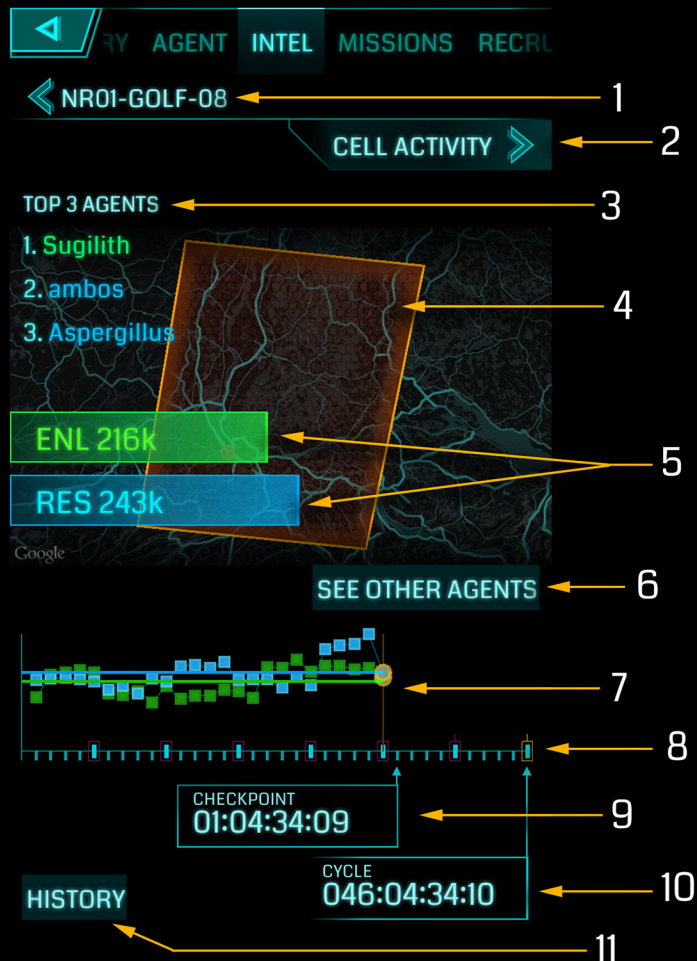 RY AGENT INTEL MISSIONS RECRU
NR01-GOLF-08
1
CELL ACTIVITY
2
TOP 3 AGENTS
3
1. Sugilith
2. ambos
3. Aspergillus
4
ENL 216k
5
RES 243k
Google
SEE OTHER AGENTS
6
7
8
CHECKPOINT
01:04:34:09
9
CYCLE
046:04:34:10
10
HISTORY
11